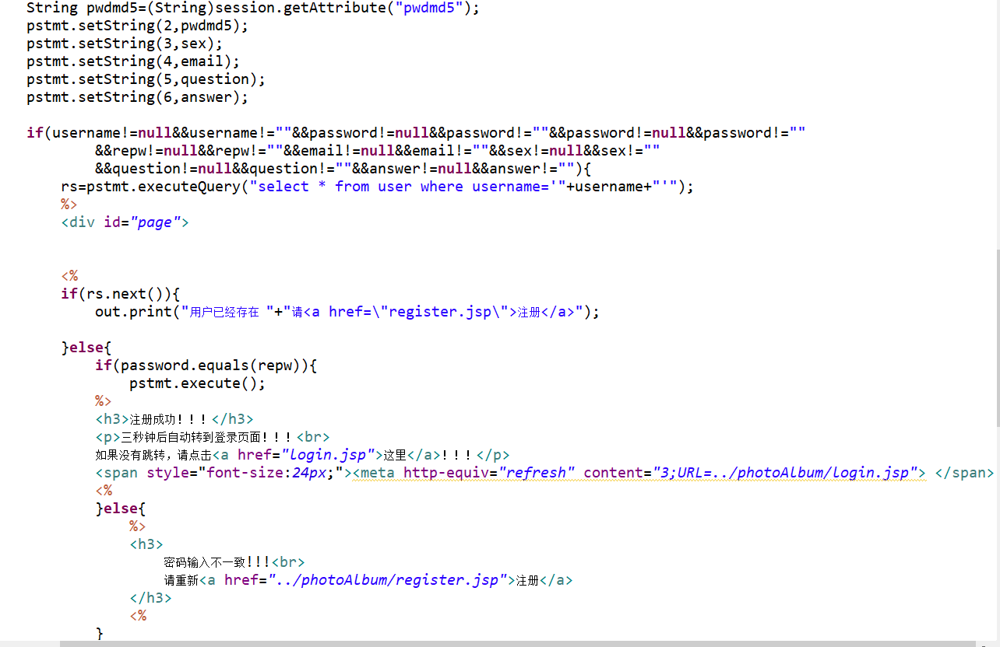 String pwdmd5=(String)session.getAttribute("pwdmd5");
pstmt.setString(2,pwdmd5);
pstmt.setString(3,sex);
pstmt.setString(4,email);
pstmt.setString(5,question);
pstmt.setString(6,answer);
if(username!=null&&username!=""&&password!=null&&password!=""&&password!=null&&password!=""
&&repw!=null&&repw!=""&&email!=null&&email!=""&&sex!=null&&sex!=""
&&question!=null&&question!=""&&answer!=null&&answer!=""){
rs=pstmt.executeQuery("select * from user where username='"+username+"'");
%>
<div id="page">
<%
if(rs.next()){
out.print("用户已经存在 "+"请<a href=\"register.jsp\">注册</a>");
}else{
if(password.equals(repw)){
pstmt.execute();
%>
<h3>注册成功！！！</h3>
<p>三秒钟后自动转到登录页面！！！<br>
如果没有跳转，请点击<a href="login.jsp">这里</a>！！！</p>
<span style="font-size:24px;"><meta http-equiv="refresh" content="3;URL=../photoAlbum/login.jsp"> </span>
<%
}else{
%>
<h3>
密码输入不一致!!!<br>
请重新<a href="../photoAlbum/register.jsp">注册</a>
</h3>
<%
}